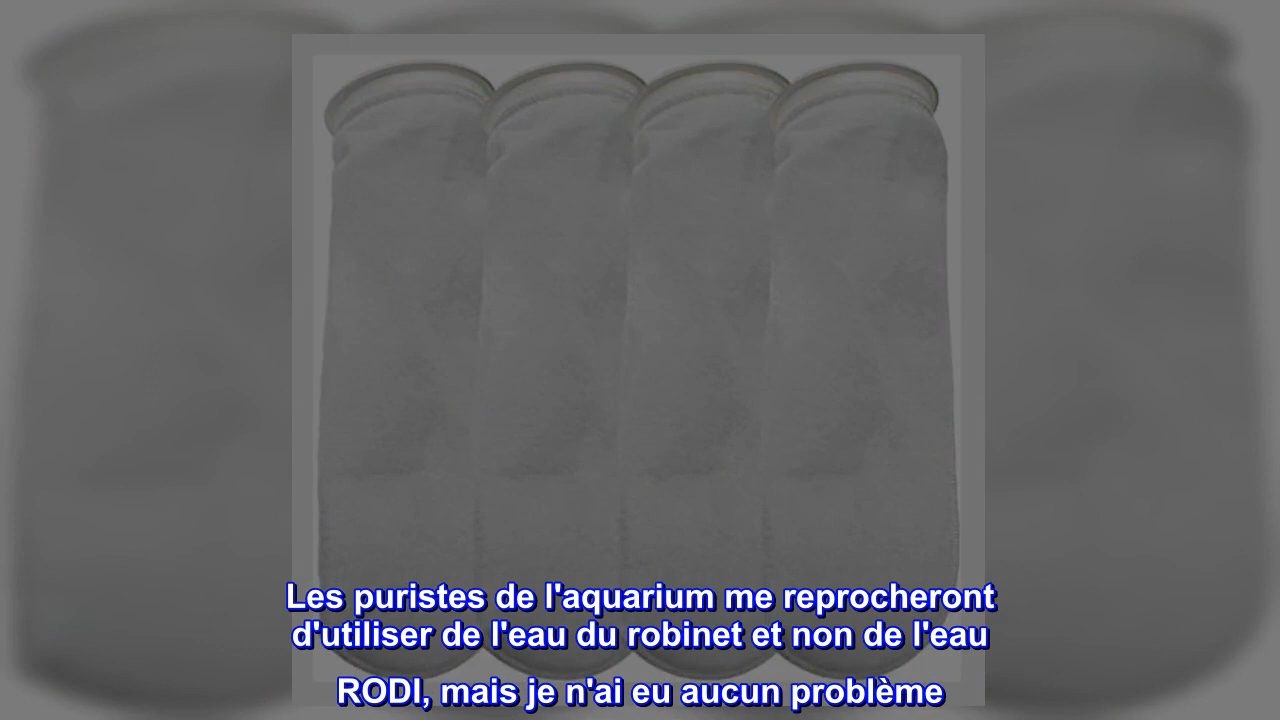 Les puristes de l'aquarium me reprocheront
d'utiliser de l'eau du robinet et non de l'eau
RODI, mais je n'ai eu aucun problème